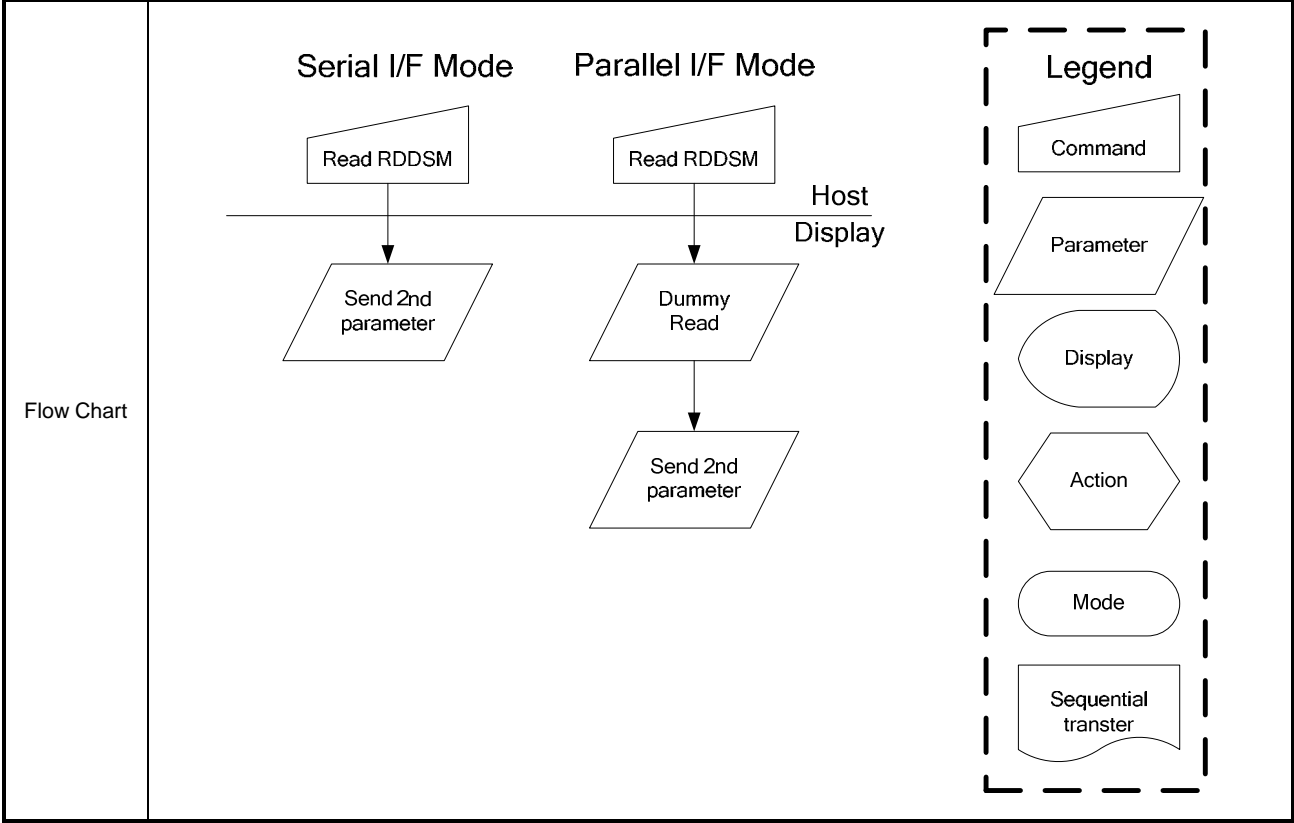 Flow Chart
Serial I/F Mode
Read RDDSM
Send 2nd
parameter
Parallel I/F Mode
Read RDDSM
Host
Display
Dummy
Read
Send 2nd
parameter
Legend
Command
Parameter
Display
Action
Mode
Sequential
transter